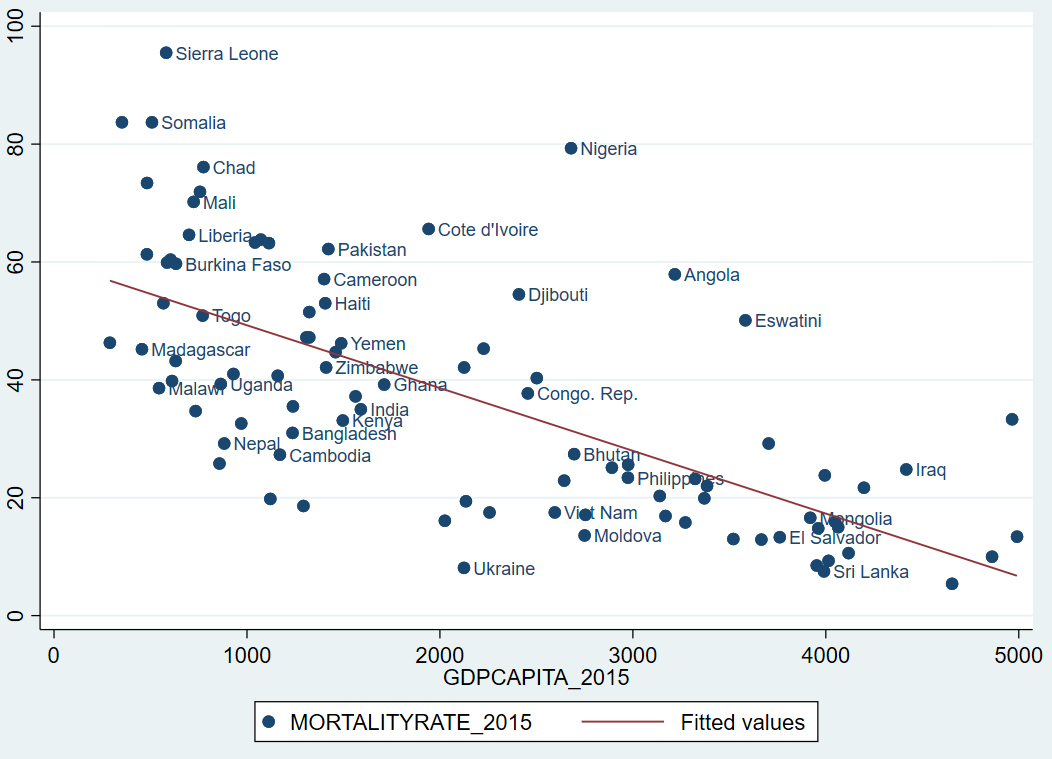 100
Sierra Leone
Somalia
80
Nigeria
Chad
Mali
Cote d'Ivoire
Liberia
Pakistan
60
Burkina Faso
Angola
Cameroon
Djibouti
Haiti
Togo
Eswatini
Yemen
Madagascar
Zimbabwe
40
Malawi
Uganda
Ghana
Congo. Rep.
India
Kenya
Bangladesh
Nepal
Cambodia
Bhutan
Iraq
Philippines
20
Viet Nam
Mongolia
Moldova
El Salvador
Ukraine
Sri Lanka
0
0 1000 2000 3000 4000 5000
GDPCAPITA_2015
MORTALITYRATE_2015 Fitted values